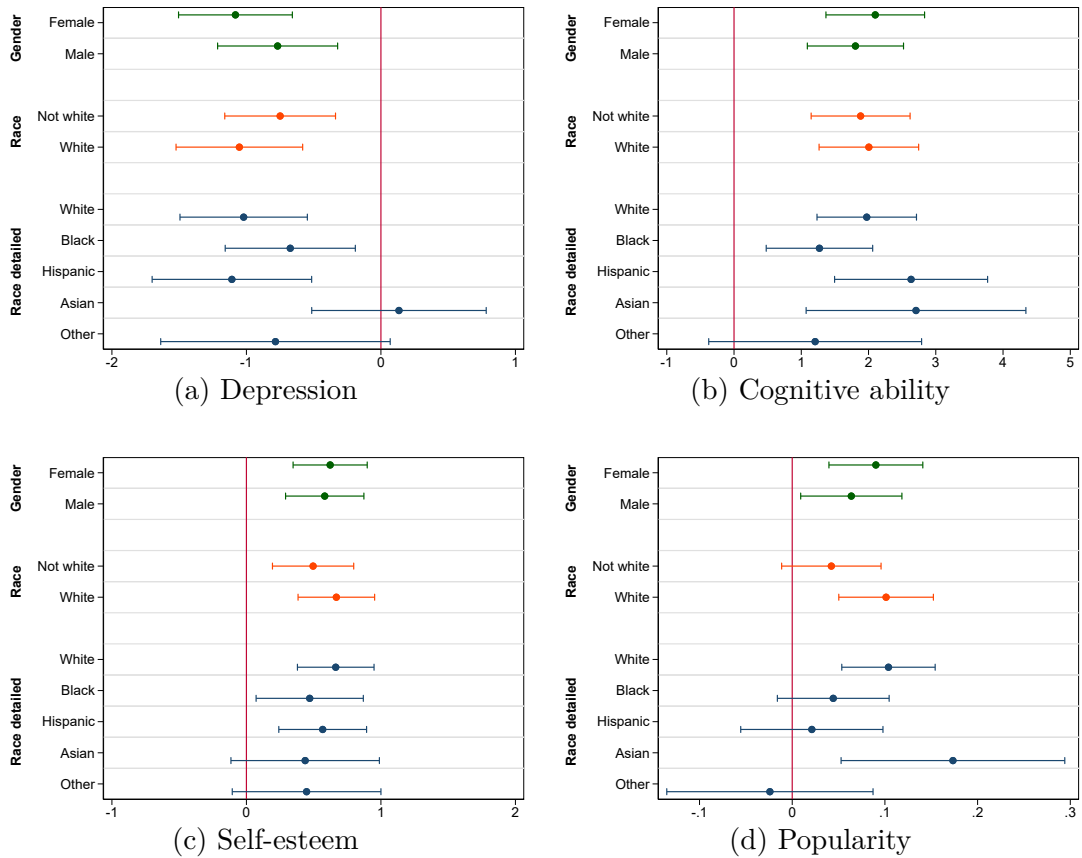 Gender
Female
Male
Race
Not white
White
Race detailed
White
Black
Hispanic
Asian
Other
-2 -1 0 1
(a) Depression
Gender
Female
Male
Race
Not white
White
Race detailed
White
Black
Hispanic
Asian
Other
-1 0 1 2 3 4 5
(b) Cognitive ability
Gender
Female
Male
Race
Not white
White
Race detailed
White
Black
Hispanic
Asian
Other
-1 0 1 2
(c) Self-esteem
Gender
Female
Male
Race
Not white
White
Race detailed
White
Black
Hispanic
Asian
Other
-.1 0 .1 .2 .3
(d) Popularity